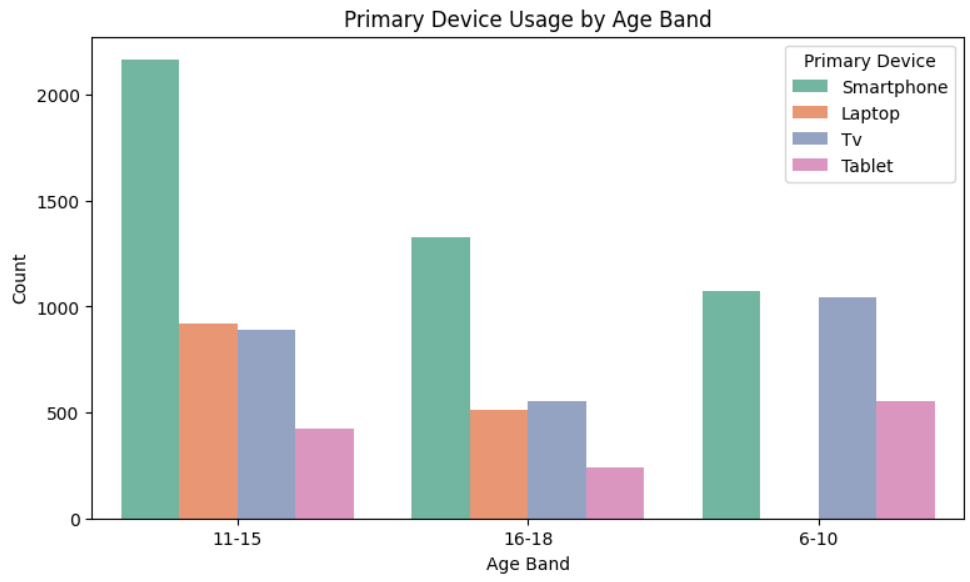 Primary Device Usage by Age Band
Primary Device
Smartphone
Laptop
Tv
Tablet
Count
2000
1500
1000
500
0
11-15
16-18
6-10
Age Band